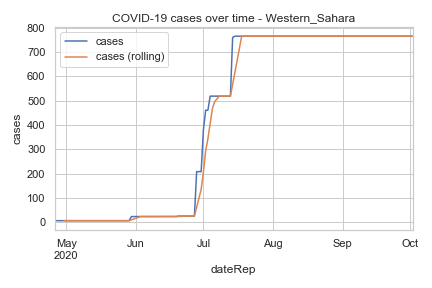 COVID-19 cases over time - Western_Sahara
cases
cases (rolling)
800
700
600
500
400
300
200
100
0
cases
May Jun Jul Aug Sep Oct
2020
dateRep